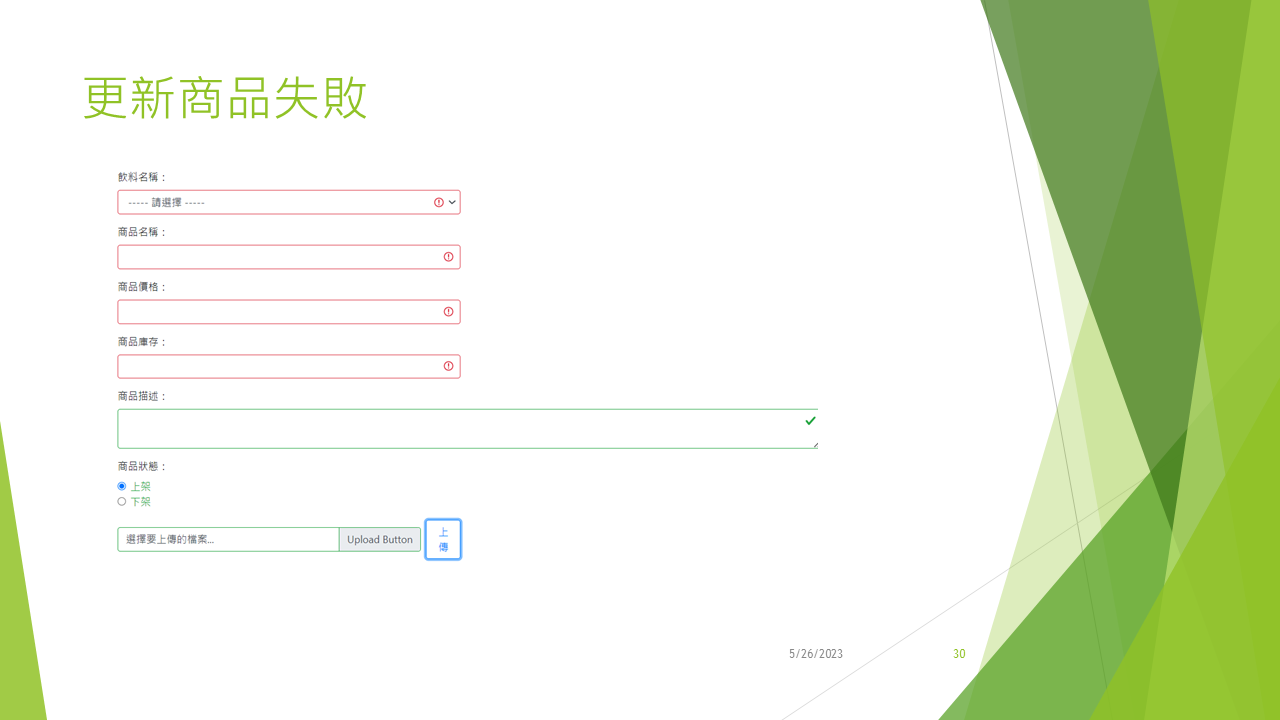 更新商品失敗
飲料名稱：
----- 請選擇 -----
商品名稱：
商品價格：
商品庫存：
商品描述：
商品狀態：
上架
下架
選擇要上傳的檔案... Upload Button
上
傳
5/26/2023
30